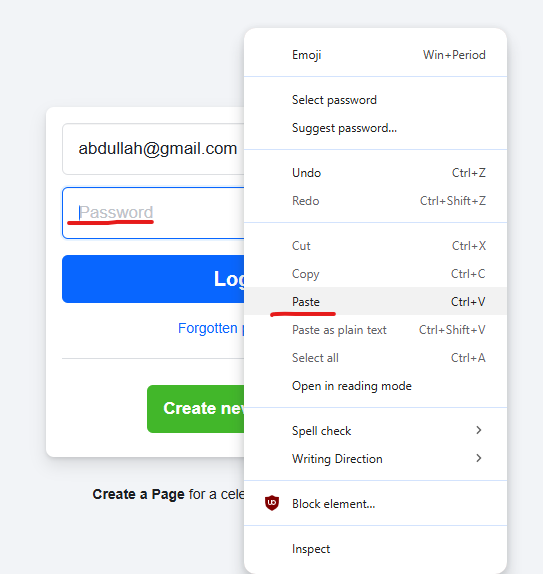 Emoji Win+Period
Select password
Suggest password...
Undo Ctrl+Z
Redo Ctrl+Shift+Z
Cut Ctrl+X
Copy Ctrl+C
Paste Ctrl+V
Paste as plain text Ctrl+Shift+V
Select all Ctrl+A
Open in reading mode
Spell check
Writing Direction
Block element...
Inspect
abdullah@gmail.com
Password
Log
Forgotten
Create new
Create a Page for a cele